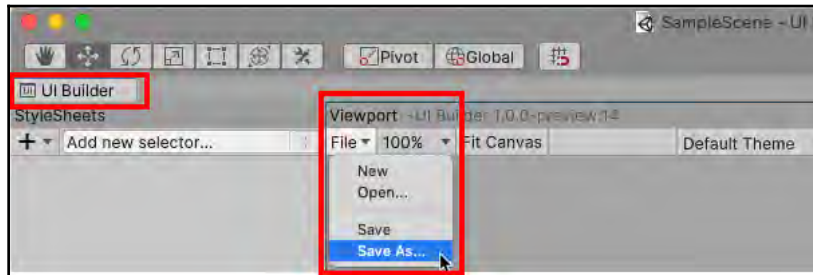 SampleScene - UI
Pivot Global
UI Builder
StyleSheets
Viewport - UI Builder 1.0.0-preview.14
+ Add new selector... File 100% Fit Canvas Default Theme
New
Open...
Save
Save As...